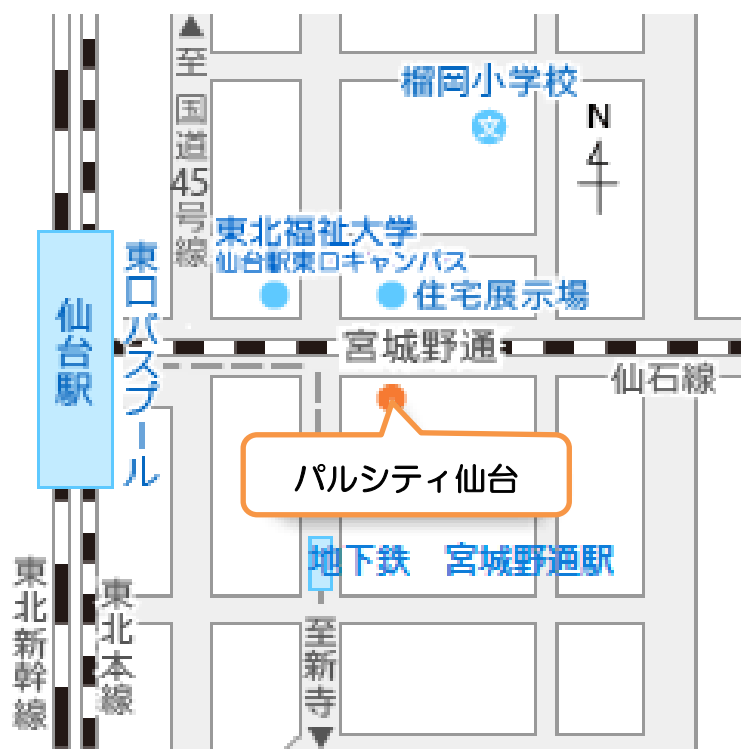 至 国道45号線
榴岡小学校
文
N
東北福祉大学
仙台駅東口キャンパス
住宅展示場
仙台駅
東口バスプール
宮城野通
仙石線
パルシティ仙台
地下鉄　宮城野通駅
東北新幹線
東北本線
至新寺